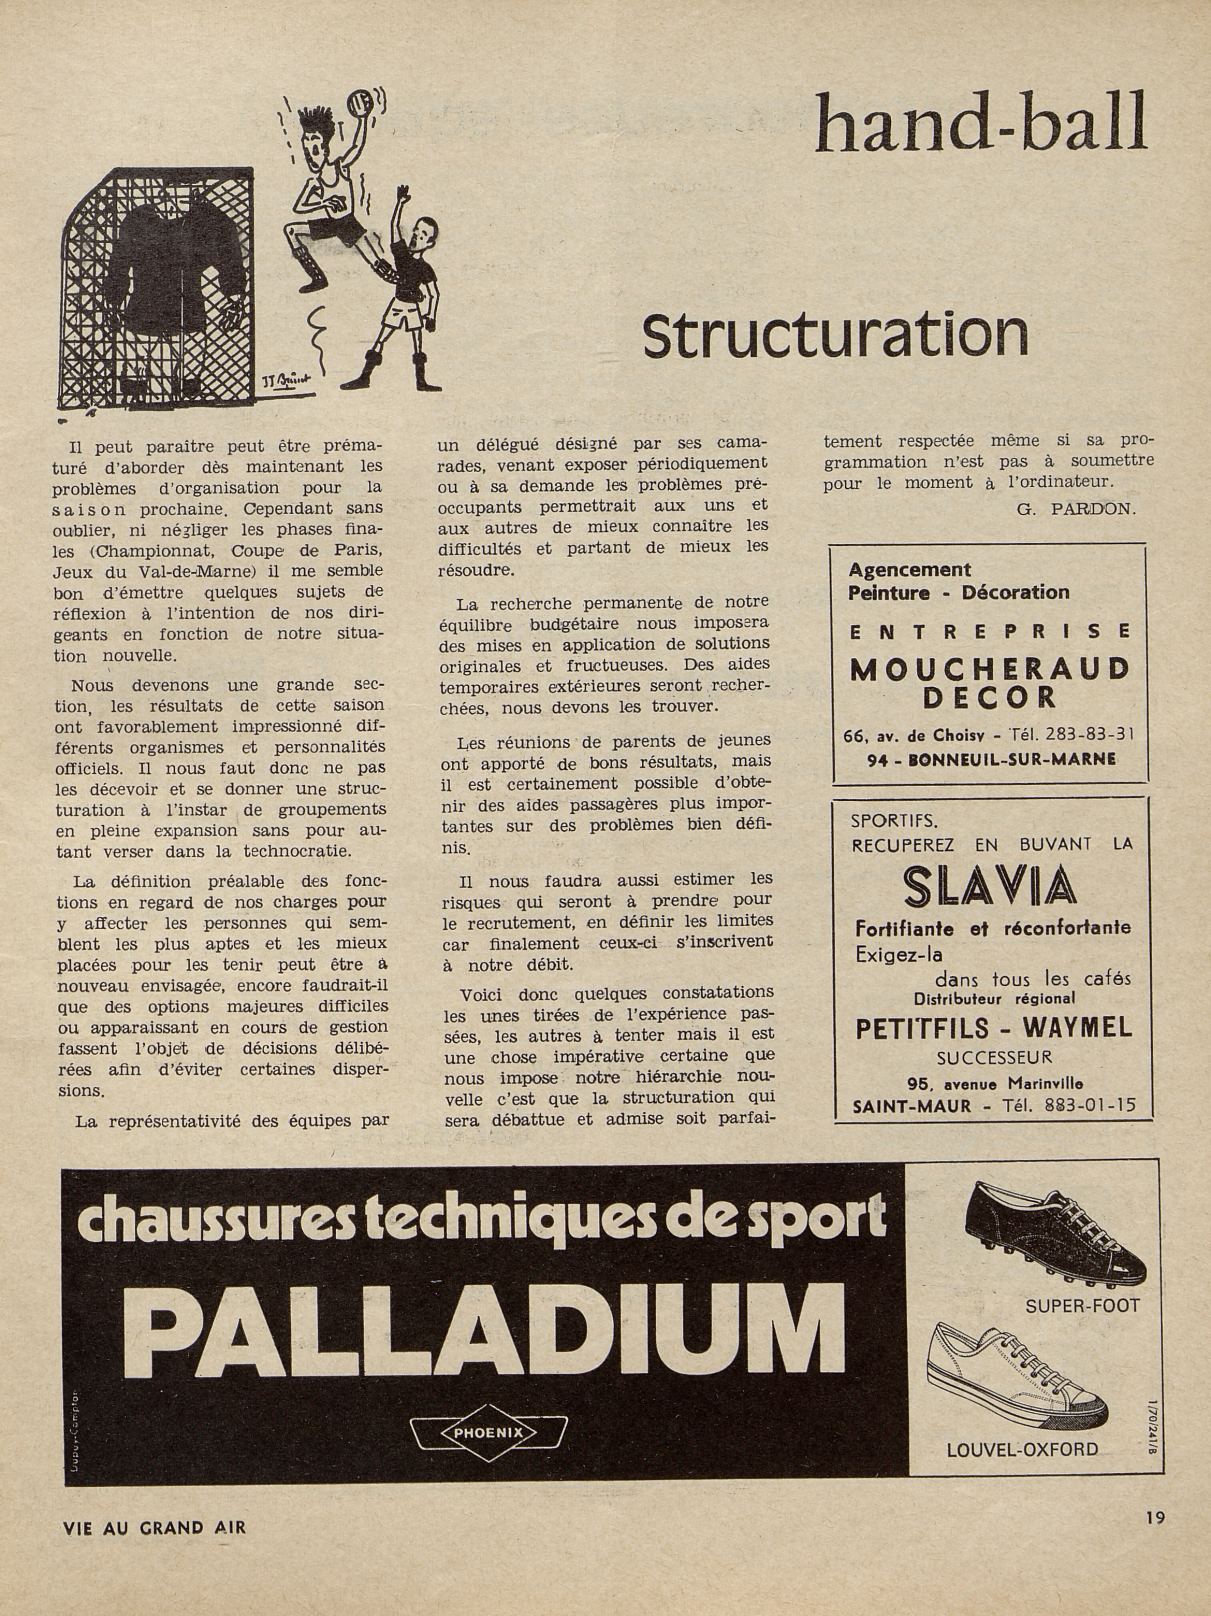 hand-ball
Structuration
JJ Brinet
Il peut paraître peut être préma-
turé d'aborder dès maintenant les
problèmes d'organisation pour la
saison prochaine. Cependant sans
oublier, ni négliger les phases fina-
les (Championnat, Coupe de Paris,
Jeux du Val-de-Marne) il me semble
bon d'émettre quelques sujets de
réflexion à l'intention de nos diri-
geants en fonction de notre situa-
tion nouvelle.
Nous devenons une grande sec-
tion, les résultats de cette saison
ont favorablement impressionné dif-
férents organismes et personnalités
officiels. Il nous faut donc ne pas
les décevoir et se donner une struc-
turation à l'instar de groupements
en pleine expansion sans pour au-
tant verser dans la technocratie.
La définition préalable des fonc-
tions en regard de nos charges pour
y affecter les personnes qui sem-
blent les plus aptes et les mieux
placées pour les tenir peut être à
nouveau envisagée, encore faudrait-il
que des options majeures difficiles
ou apparaissant en cours de gestion
fassent l'objet de décisions délibé-
rées afin d'éviter certaines disper-
sions.
La représentativité des équipes par
un délégué désigné par ses cama-
rades, venant exposer périodiquement
ou à sa demande les problèmes pré-
occupants permettrait aux uns et
aux autres de mieux connaître les
difficultés et partant de mieux les
résoudre.
La recherche permanente de notre
équilibre budgétaire nous imposera
des mises en application de solutions
originales et fructueuses. Des aides
temporaires extérieures seront recher-
chées, nous devons les trouver.
Les réunions de parents de jeunes
ont apporté de bons résultats, mais
il est certainement possible d'obte-
nir des aides passagères plus impor-
tantes sur des problèmes bien défi-
nis.
Il nous faudra aussi estimer les
risques qui seront à prendre pour
le recrutement, en définir les limites
car finalement ceux-ci s'inscrivent
à notre débit.
Voici donc quelques constatations
les unes tirées de l'expérience pas-
sées, les autres à tenter mais il est
une chose impérative certaine que
nous impose notre hiérarchie nou-
velle c'est que la structuration qui
sera débattue et admise soit parfai-
tement respectée même si sa pro-
grammation n'est pas à soumettre
pour le moment à l'ordinateur.
G. PARDON.
Agencement
Peinture - Décoration
ENTREPRISE
MOUCHERAUD
DECOR
66, av. de Choisy - Tél. 283-83-31
94 - BONNEUIL-SUR-MARNE
SPORTIFS.
RECUPEREZ EN BUVANT LA
SLAVIA
Fortifiante et réconfortante
Exigez-la
dans tous les cafés
Distributeur régional
PETITFILS - WAYMEL
SUCCESSEUR
95, avenue Marinville
SAINT-MAUR - Tél. 883-01-15
chaussures techniques de sport
PALLADIUM
PHOENIX
Dupuy-Compton
SUPER-FOOT
LOUVEL-OXFORD
1/70/241/B
VIE AU GRAND AIR
19